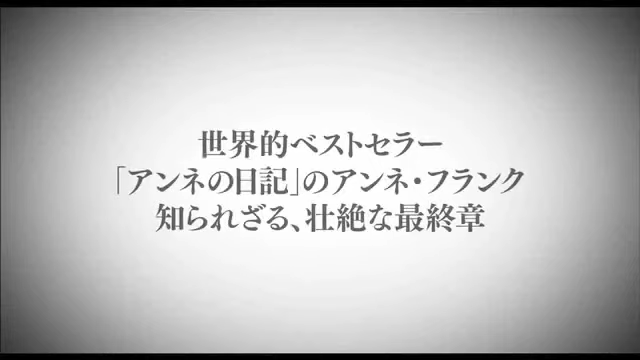 世界的ベストセラー
「アンネの日記」のアンネ・フランク
知られざる、壮絶な最終章